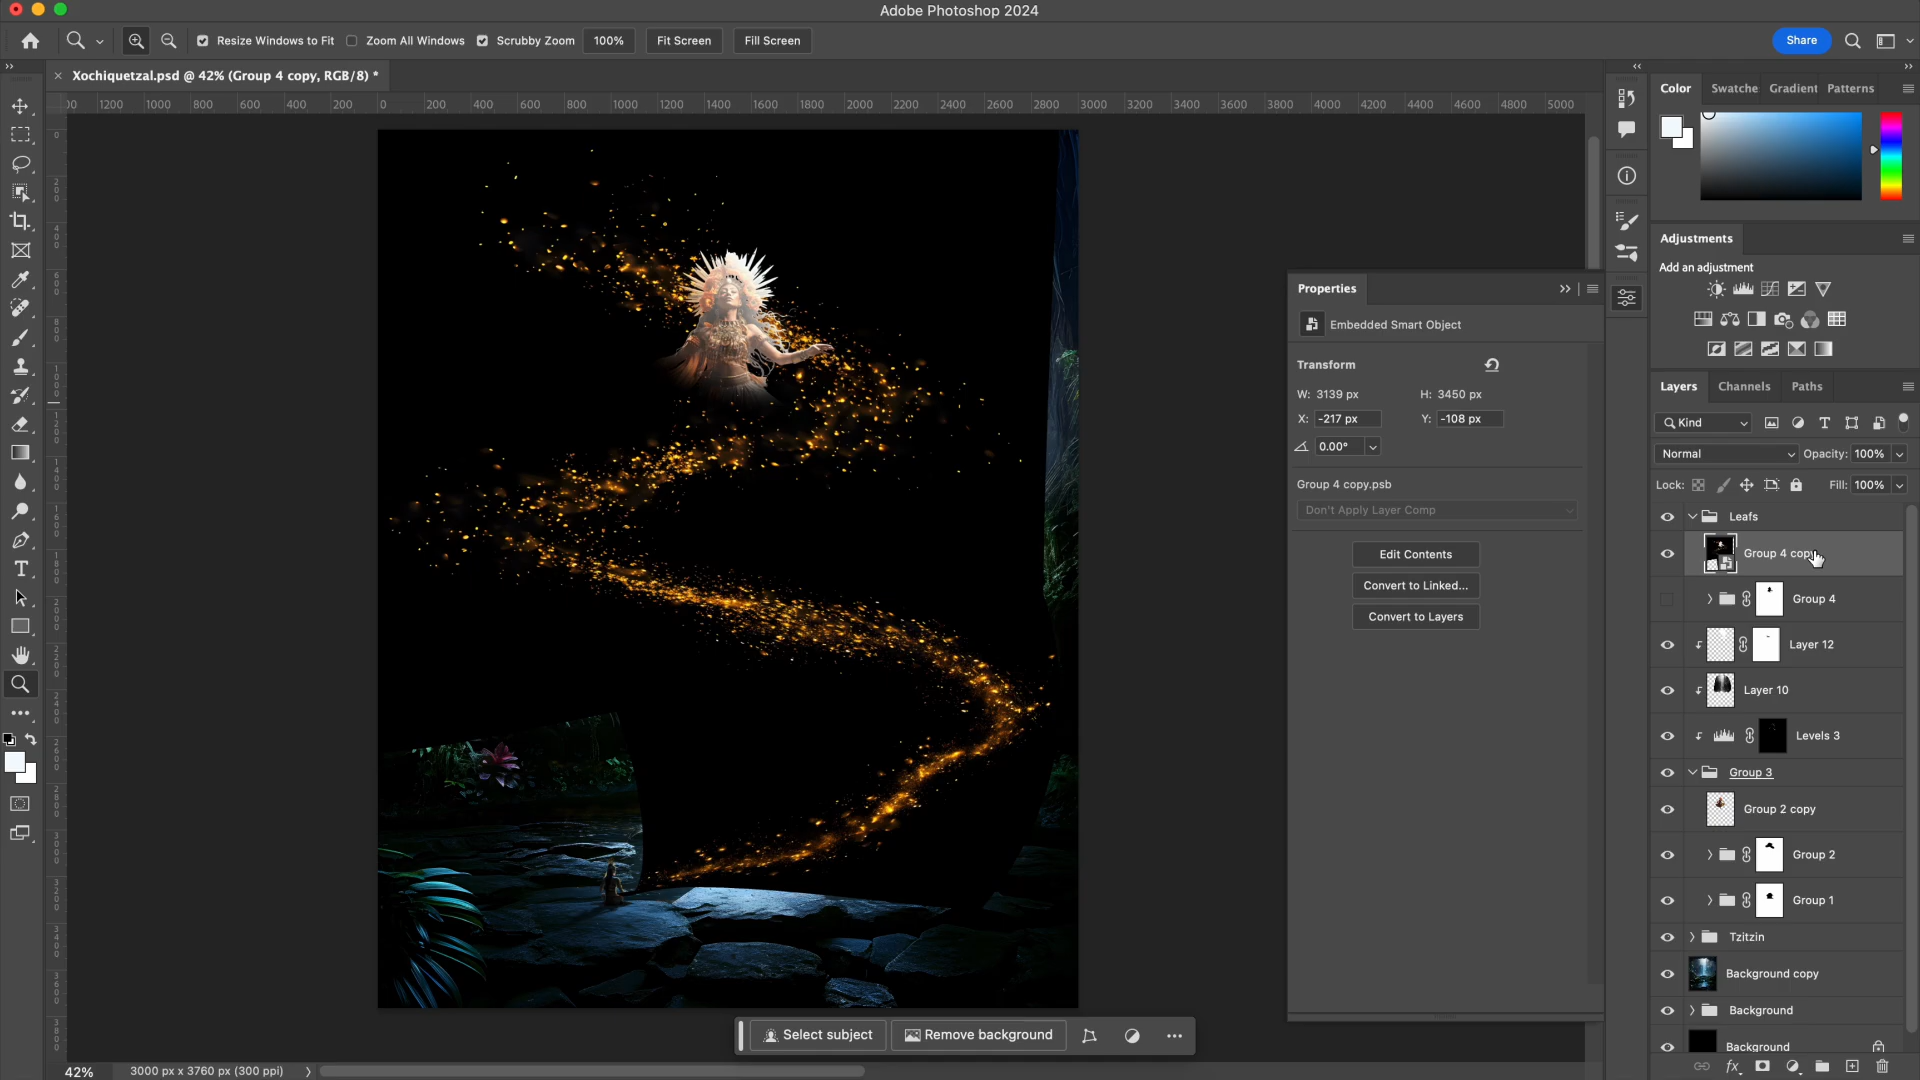 Adobe Photoshop 2024
Resize Windows to Fit
Zoom All Windows
Scrubby Zoom
100%
Fit Screen
Fill Screen
Share
Xochiquetzal.psd @ 42% (Group 4 copy, RGB/8) *
00 1200 1000 800 600 400 200 0 200 400 600 800 1000 1200 1400 1600 1800 2000 2200 2400 2600 2800 3000 3200 3400 3600 3800 4000 4200 4400 4600 4800 5000
Color
Swatche
Gradient
Patterns
Adjustments
Add an adjustment
Properties
Embedded Smart Object
Transform
W: 3139 px
H: 3450 px
X: -217 px
Y: -108 px
0.00°
Group 4 copy.psb
Don't Apply Layer Comp
Edit Contents
Convert to Linked...
Convert to Layers
Layers
Channels
Paths
Kind
Normal
Opacity: 100%
Lock:
Fill: 100%
Leafs
Group 4 copy
Group 4
Layer 12
Layer 10
Levels 3
Group 3
Group 2 copy
Group 2
Group 1
Tzitzin
Background copy
Background
Background
Select subject
Remove background
42%
3000 px x 3760 px (300 ppi)